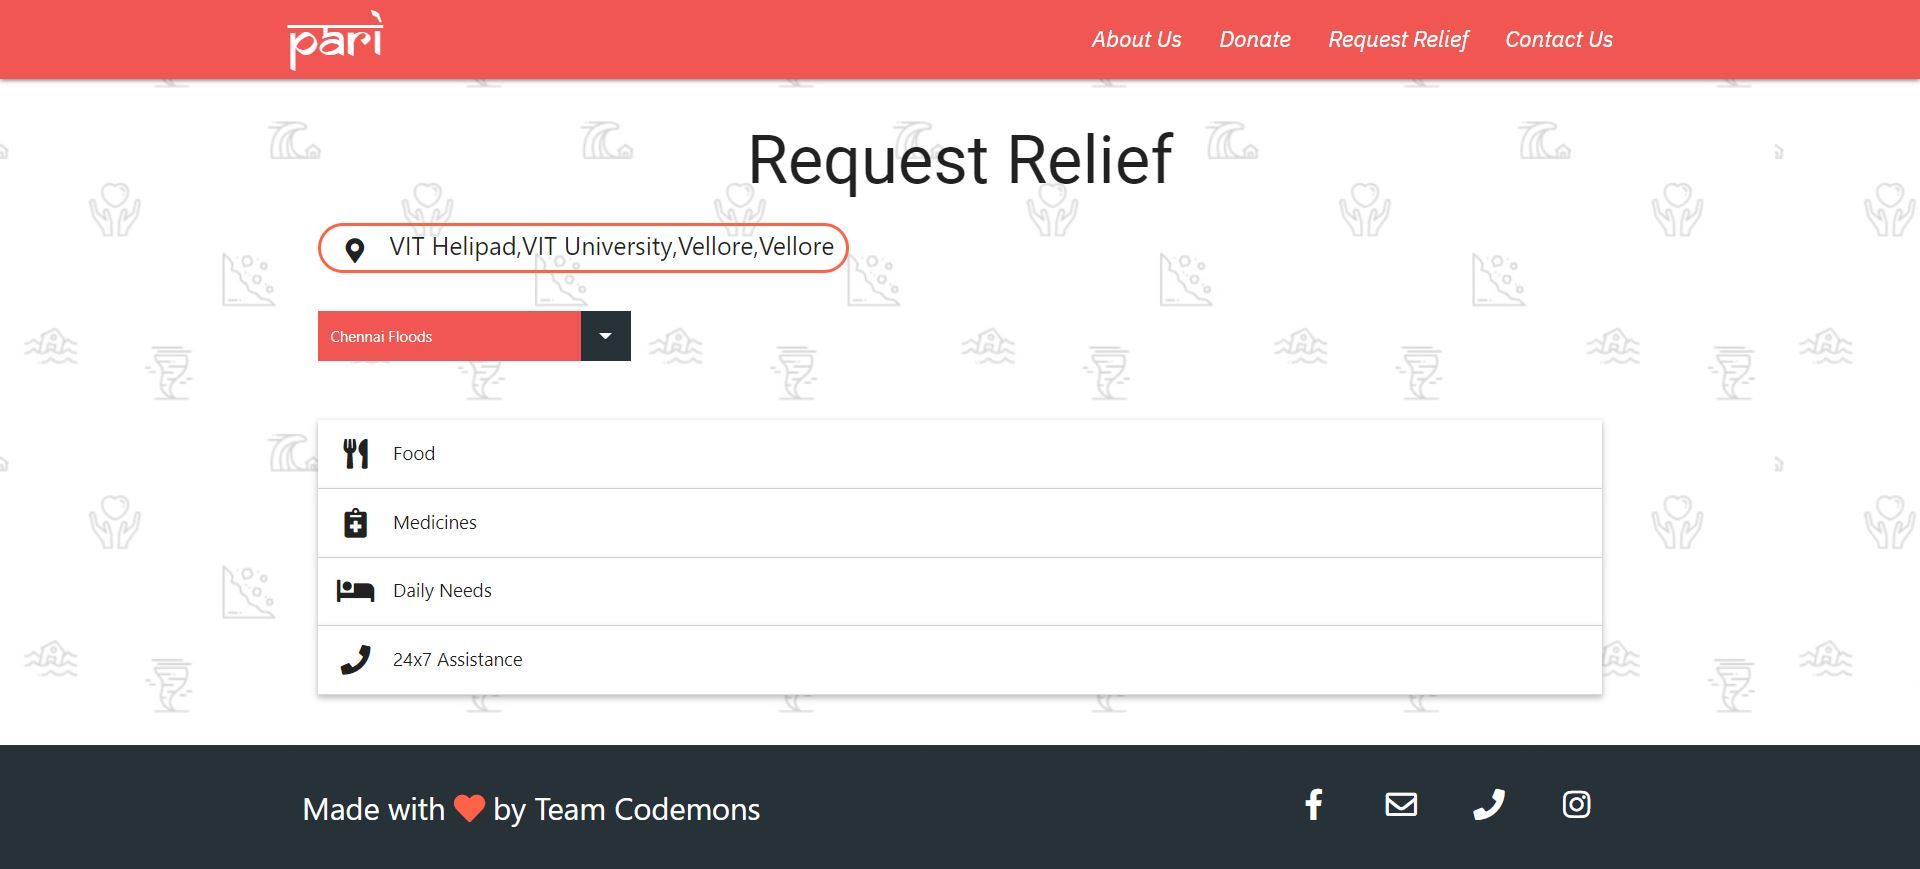 pari
About Us Donate Request Relief Contact Us
Request Relief
VIT Helipad,VIT University,Vellore,Vellore
Chennai Floods
Food
Medicines
Daily Needs
24x7 Assistance
Made with by Team Codemons